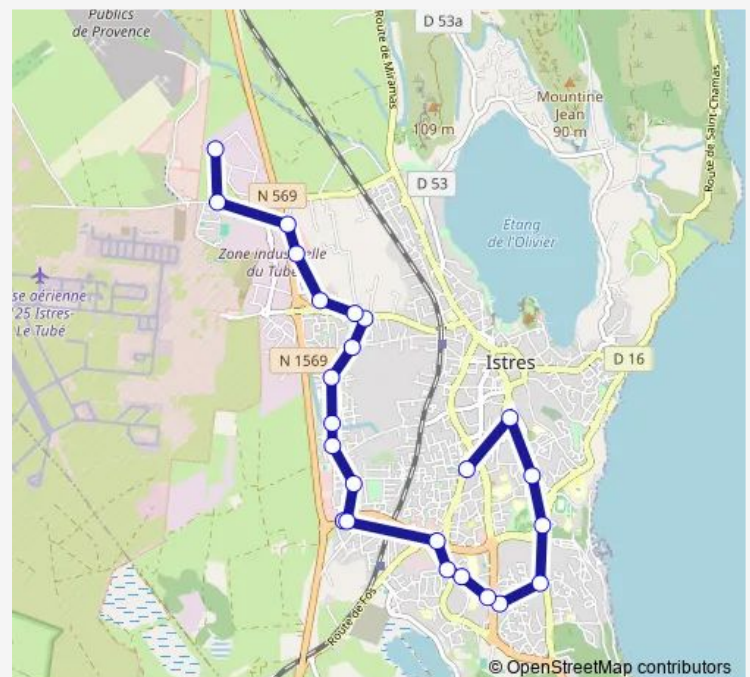 Publics
de Provence
D 53a
Route de Miramas
109 m
Mountine
Jean
90 m
Route de Saint-Chamas
D 53
N 569
Étang
de l'Olivier
Zone industrielle
du Tubé
se aérienne
25 Istres-
Le Tubé
N 1569
Istres
D 16
Route de Fos
© OpenStreetMap contributors